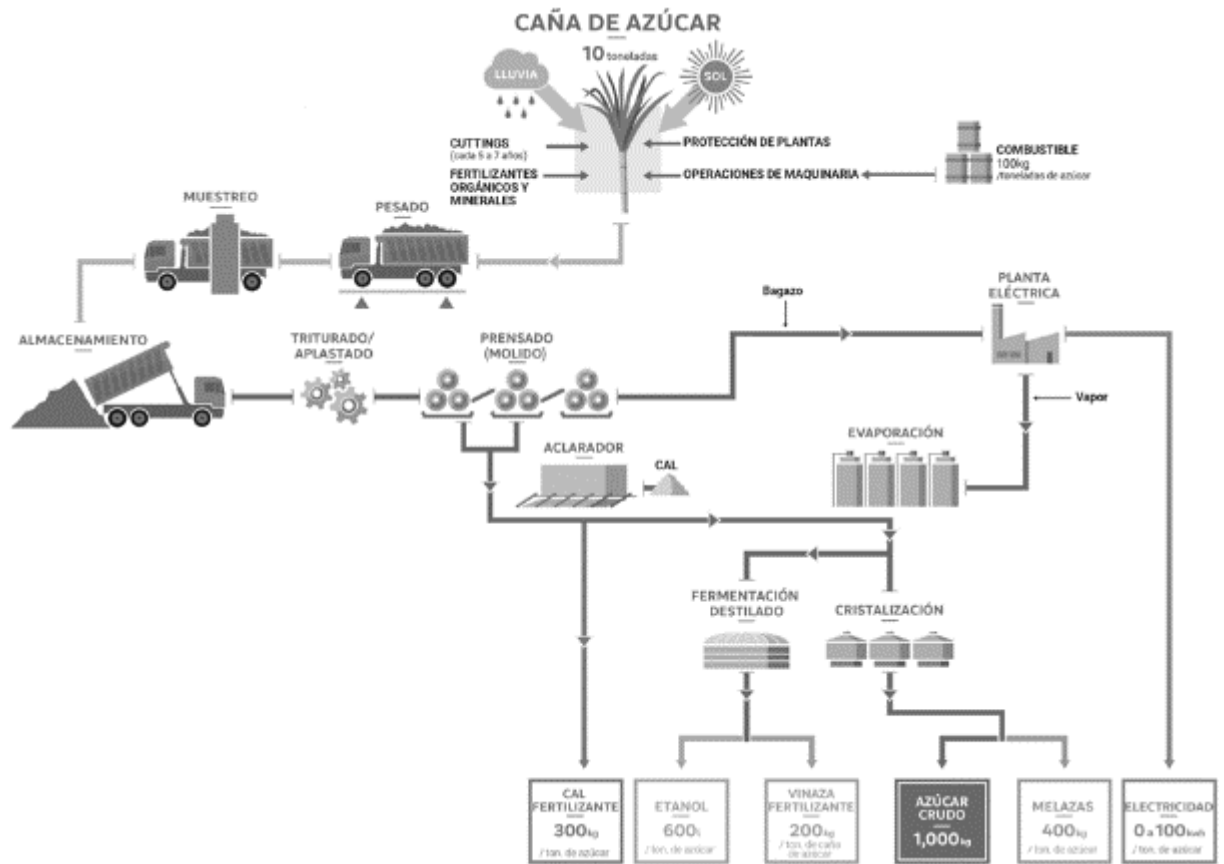 CAÑA DE AZÚCAR
10 toneladas
LLUVIA
SOL
CUTTINGS
(cada 5 a 7 años)
FERTILIZANTES
ORGÁNICOS Y
MINERALES
PROTECCIÓN DE PLANTAS
OPERACIONES DE MAQUINARIA
COMBUSTIBLE
100kg
/toneladas de azúcar
MUESTREO
PESADO
ALMACENAMIENTO
TRITURADO/
APLASTADO
PRENSADO
(MOLIDO)
Bagazo
PLANTA
ELÉCTRICA
Vapor
EVAPORACIÓN
ACLARADOR
CAL
FERMENTACIÓN
DESTILADO
CRISTALIZACIÓN
CAL
FERTILIZANTE
300kg
/ ton. de azúcar
ETANOL
600L
/ ton. de azúcar
VINAZA
FERTILIZANTE
200kg
/ ton. de caña
de azúcar
AZÚCAR
CRUDO
1,000kg
MELAZAS
400kg
/ ton. de azúcar
ELECTRICIDAD
0 a 100kwh
/ ton. de azúcar